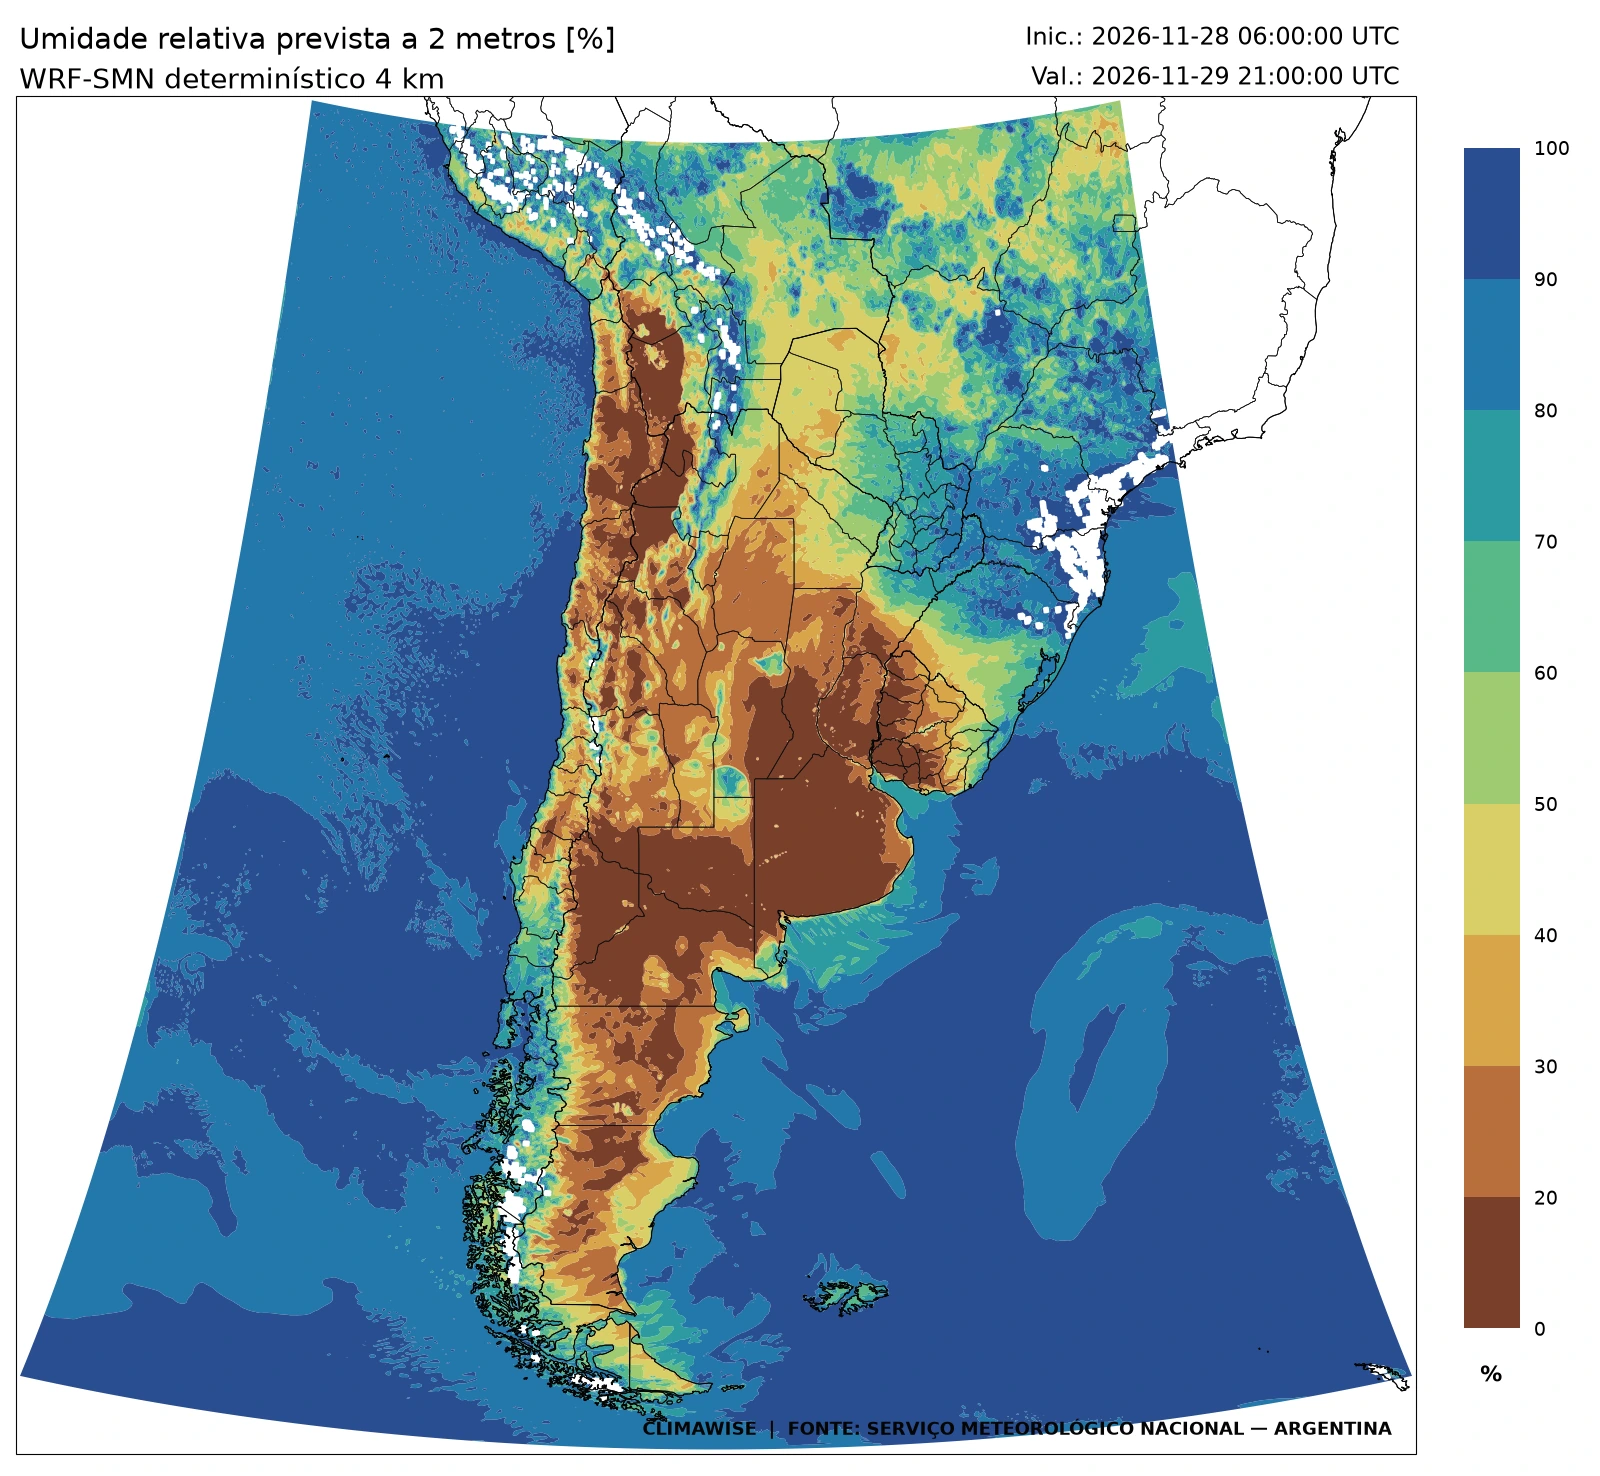 Umidade relativa prevista a 2 metros [%]
WRF-SMN determinístico 4 km
Inic.: 2026-11-28 06:00:00 UTC
Val.: 2026-11-29 21:00:00 UTC
100
90
80
70
60
50
40
30
20
0
%
CLIMAWISE | FONTE: SERVIÇO METEOROLÓGICO NACIONAL — ARGENTINA